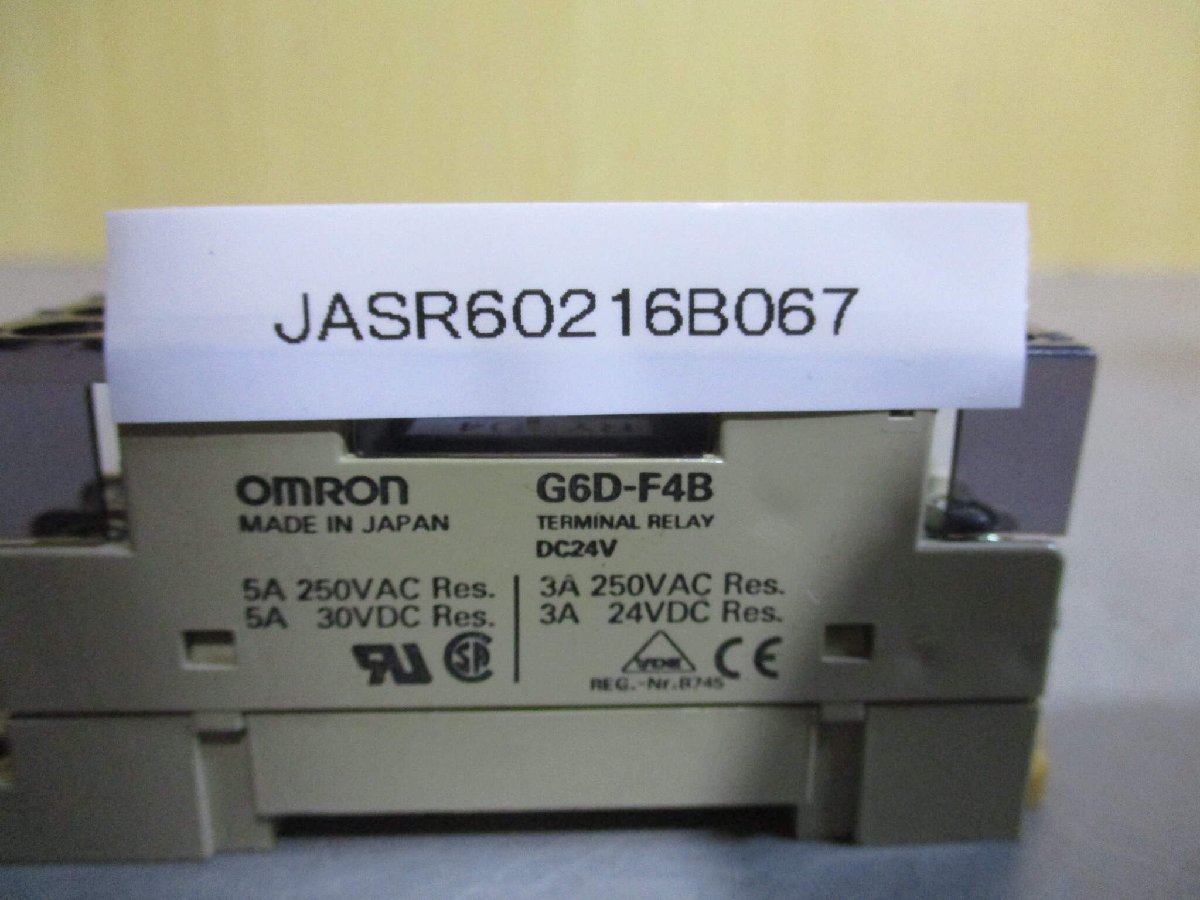 JASR60216B067
OMRON
MADE IN JAPAN
G6D-F4B
TERMINAL RELAY
DC24V
5A 250VAC Res.
5A 30VDC Res.
3A 250VAC Res.
3A 24VDC Res.
VDE
REG.-Nr.B745
CE